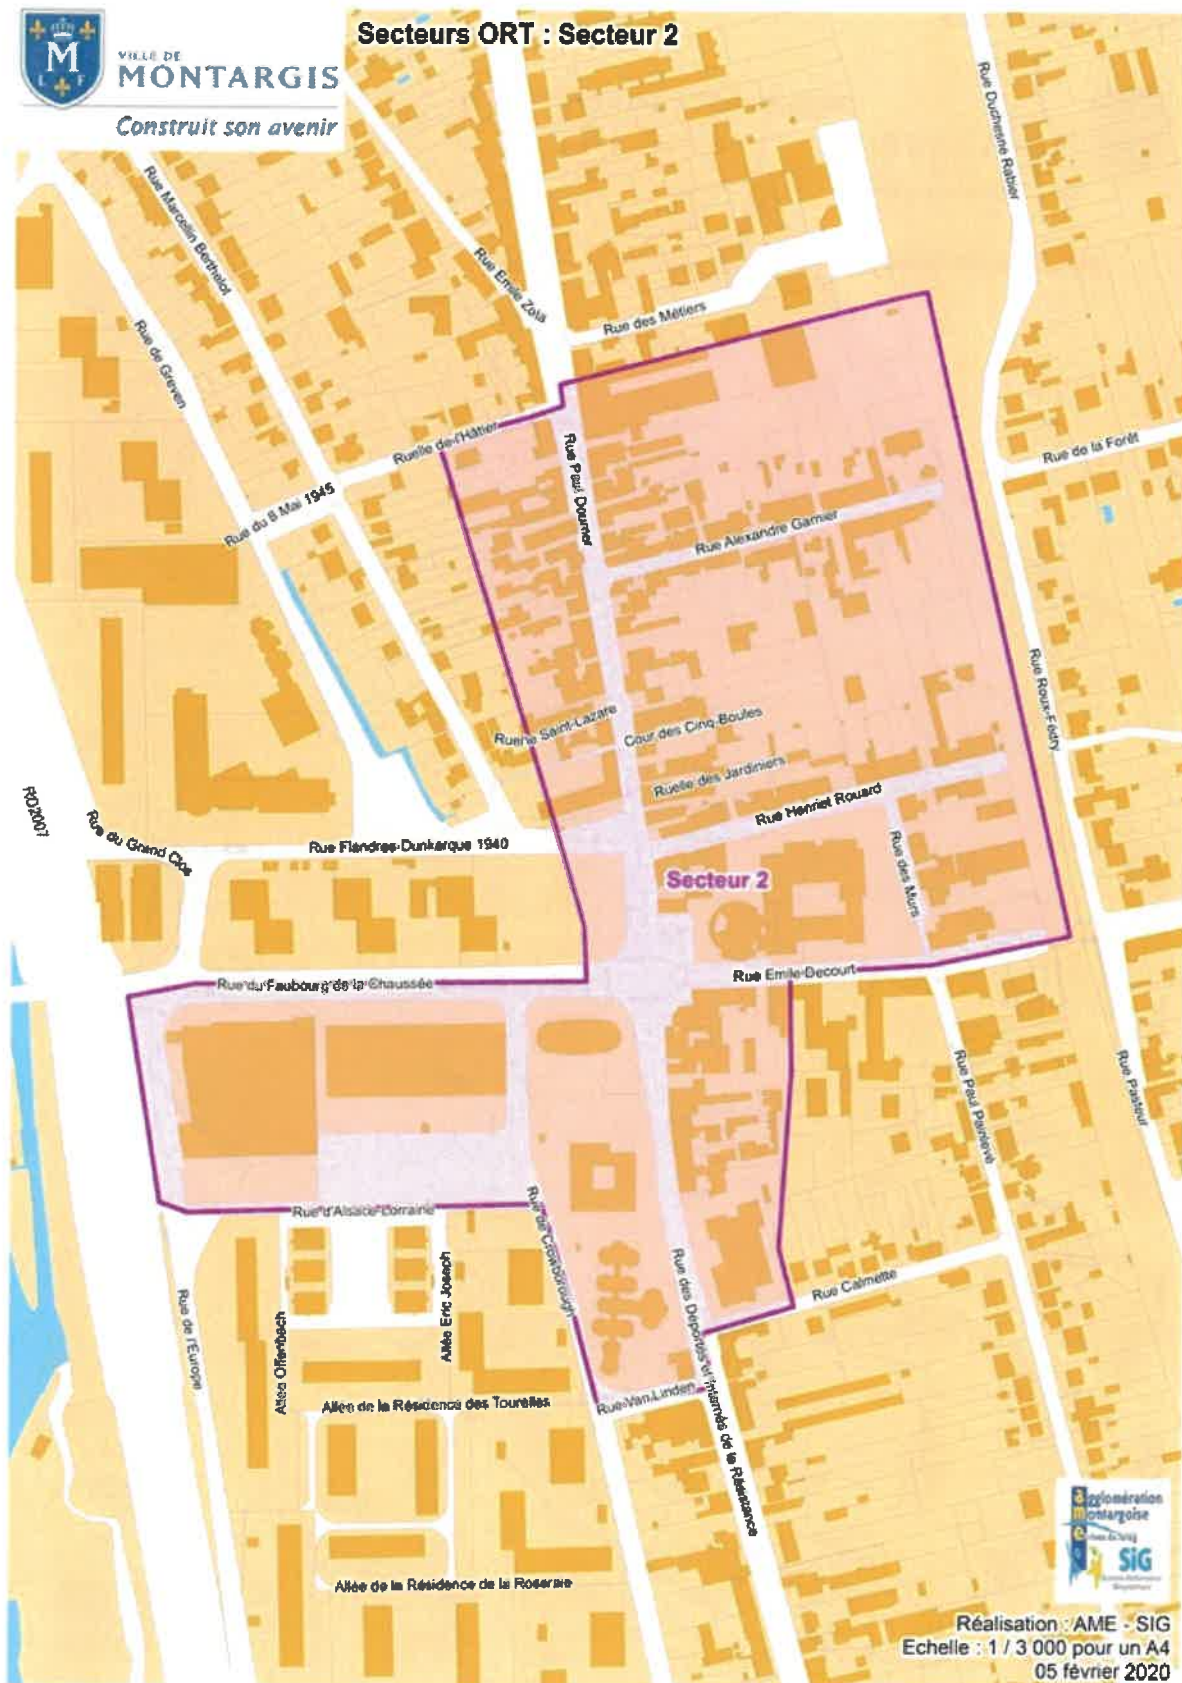 Secteurs ORT : Secteur 2
M
L F
VILLE DE
MONTARGIS
Construit son avenir
Rue Duchesne Rabier
Rue Marcellin Berthelot
Rue Emile Zola
Rue des Métiers
Rue de Greven
Ruelle de l'Hâtier
Rue Paul Doumer
Rue de la Forêt
Rue du 8 Mai 1945
Rue Alexandre Garnier
Rue Roux-Fédry
Ruelle Saint-Lazare
Cour des Cinq Boules
Ruelle des Jardiniers
RD2007
Rue du Grand Clos
Rue Flandres-Dunkerque 1940
Rue Henriet Rouard
Rue des Murs
Secteur 2
Rue du Faubourg de la Chaussée
Rue Emile Decourt
Rue Paul Painlevé
Rue Pasteur
Rue d'Alsace-Lorraine
Rue de Crowborough
Rue de l'Europe
Allée Offenbach
Allée Eric Joseph
Rue des Déportés et Internés de la Résistance
Rue Calmette
Allée de la Résidence des Tourelles
Rue Van Linden
Allée de la Résidence de la Roseraie
agglomération
montargoise
SiG
Réalisation : AME - SIG
Echelle : 1 / 3 000 pour un A4
05 février 2020